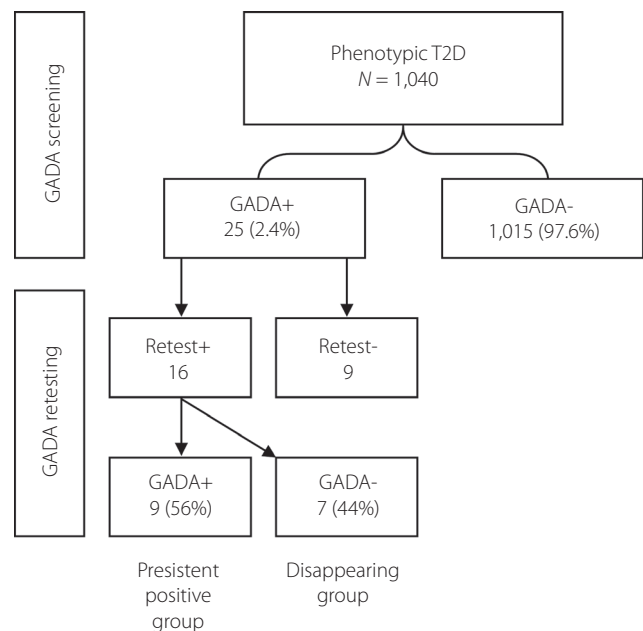 GADA screening
Phenotypic T2D
N = 1,040
GADA+
25 (2.4%)
GADA-
1,015 (97.6%)
GADA retesting
Retest+
16
Retest-
9
GADA+
9 (56%)
GADA-
7 (44%)
Presistent
positive
group
Disappearing
group